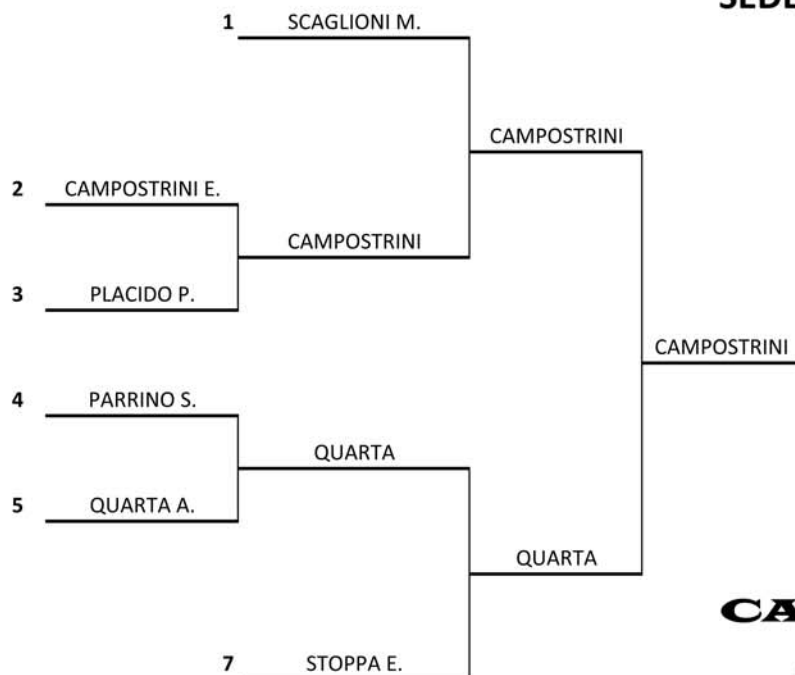 1 SCAGLIONI M.
CAMPOSTRINI
2 CAMPOSTRINI E.
CAMPOSTRINI
3 PLACIDO P.
CAMPOSTRINI
4 PARRINO S.
QUARTA
5 QUARTA A.
QUARTA
7 STOPPA E.